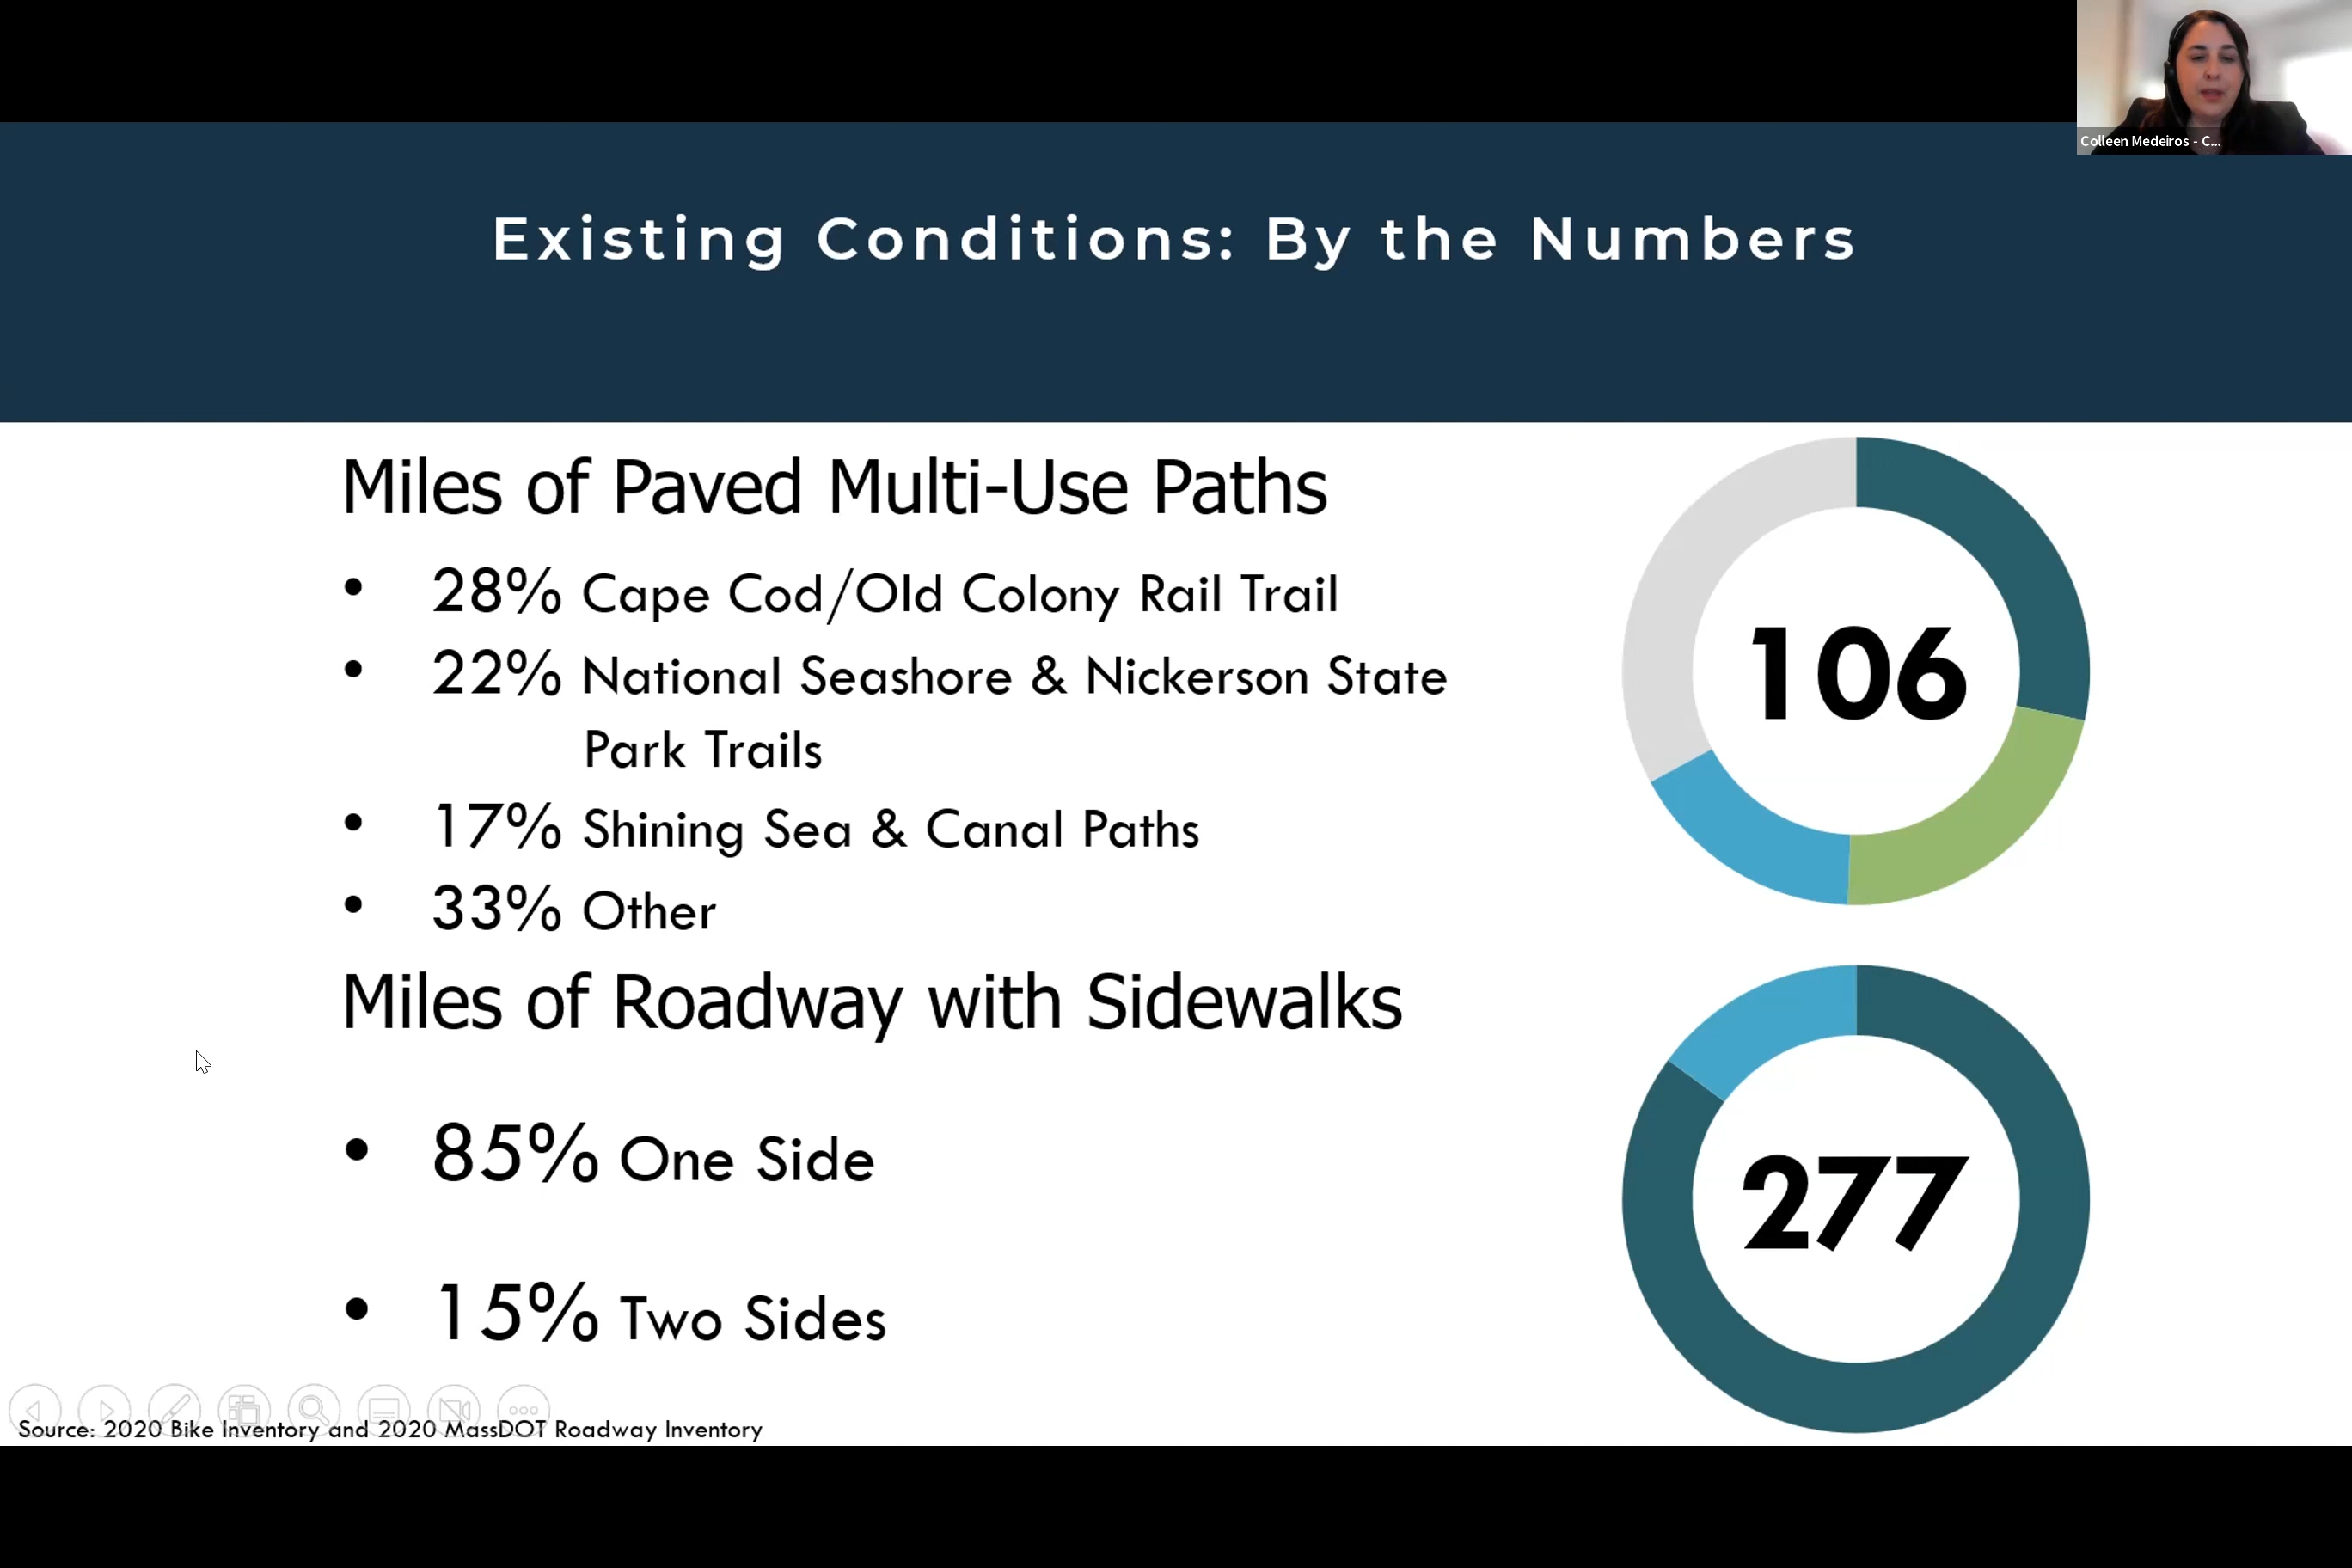 Colleen Medeiros - C...
Existing Conditions: By the Numbers
Miles of Paved Multi-Use Paths
• 28% Cape Cod/Old Colony Rail Trail
• 22% National Seashore & Nickerson State
Park Trails
• 17% Shining Sea & Canal Paths
• 33% Other
106
Miles of Roadway with Sidewalks
• 85% One Side
• 15% Two Sides
277
Source: 2020 Bike Inventory and 2020 MassDOT Roadway Inventory